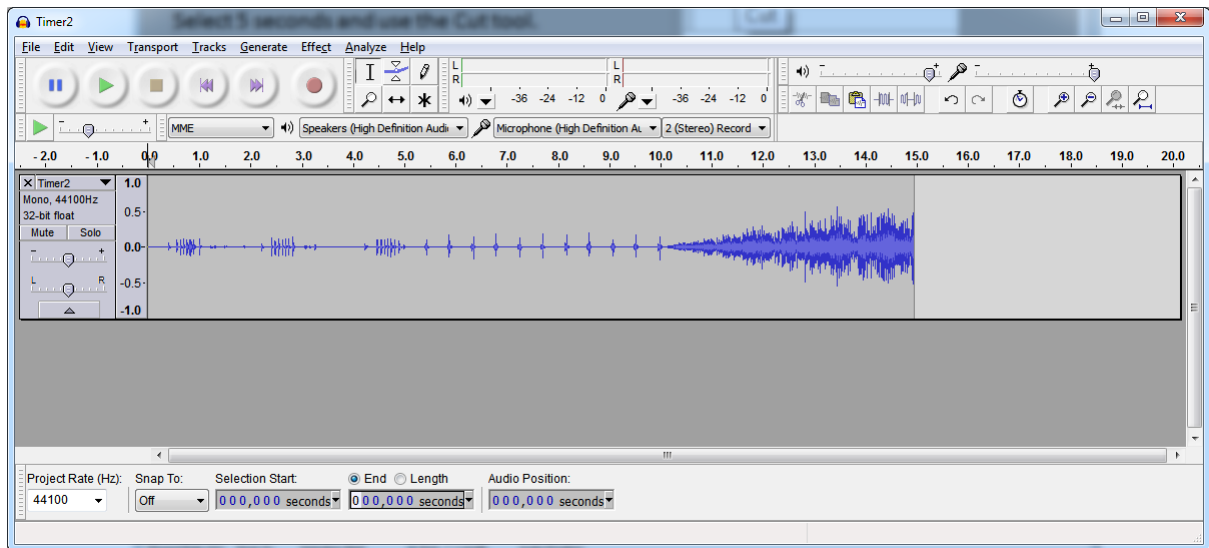 Timer2
Select 5 seconds and use the Cut tool.
Cut
File Edit View Transport Tracks Generate Effect Analyze Help
L
R
L
R
-36 -24 -12 0
-36 -24 -12 0
MME
Speakers (High Definition Audi
Microphone (High Definition Au
2 (Stereo) Record
- 2.0 - 1.0 0.0 1.0 2.0 3.0 4.0 5.0 6.0 7.0 8.0 9.0 10.0 11.0 12.0 13.0 14.0 15.0 16.0 17.0 18.0 19.0 20.0
X Timer2
Mono, 44100Hz
32-bit float
Mute Solo
- +
L R
1.0
0.5-
0.0-
-0.5-
-1.0
Project Rate (Hz): Snap To: Selection Start: End Length Audio Position:
44100 Off 000,000 seconds 000,000 seconds 000,000 seconds